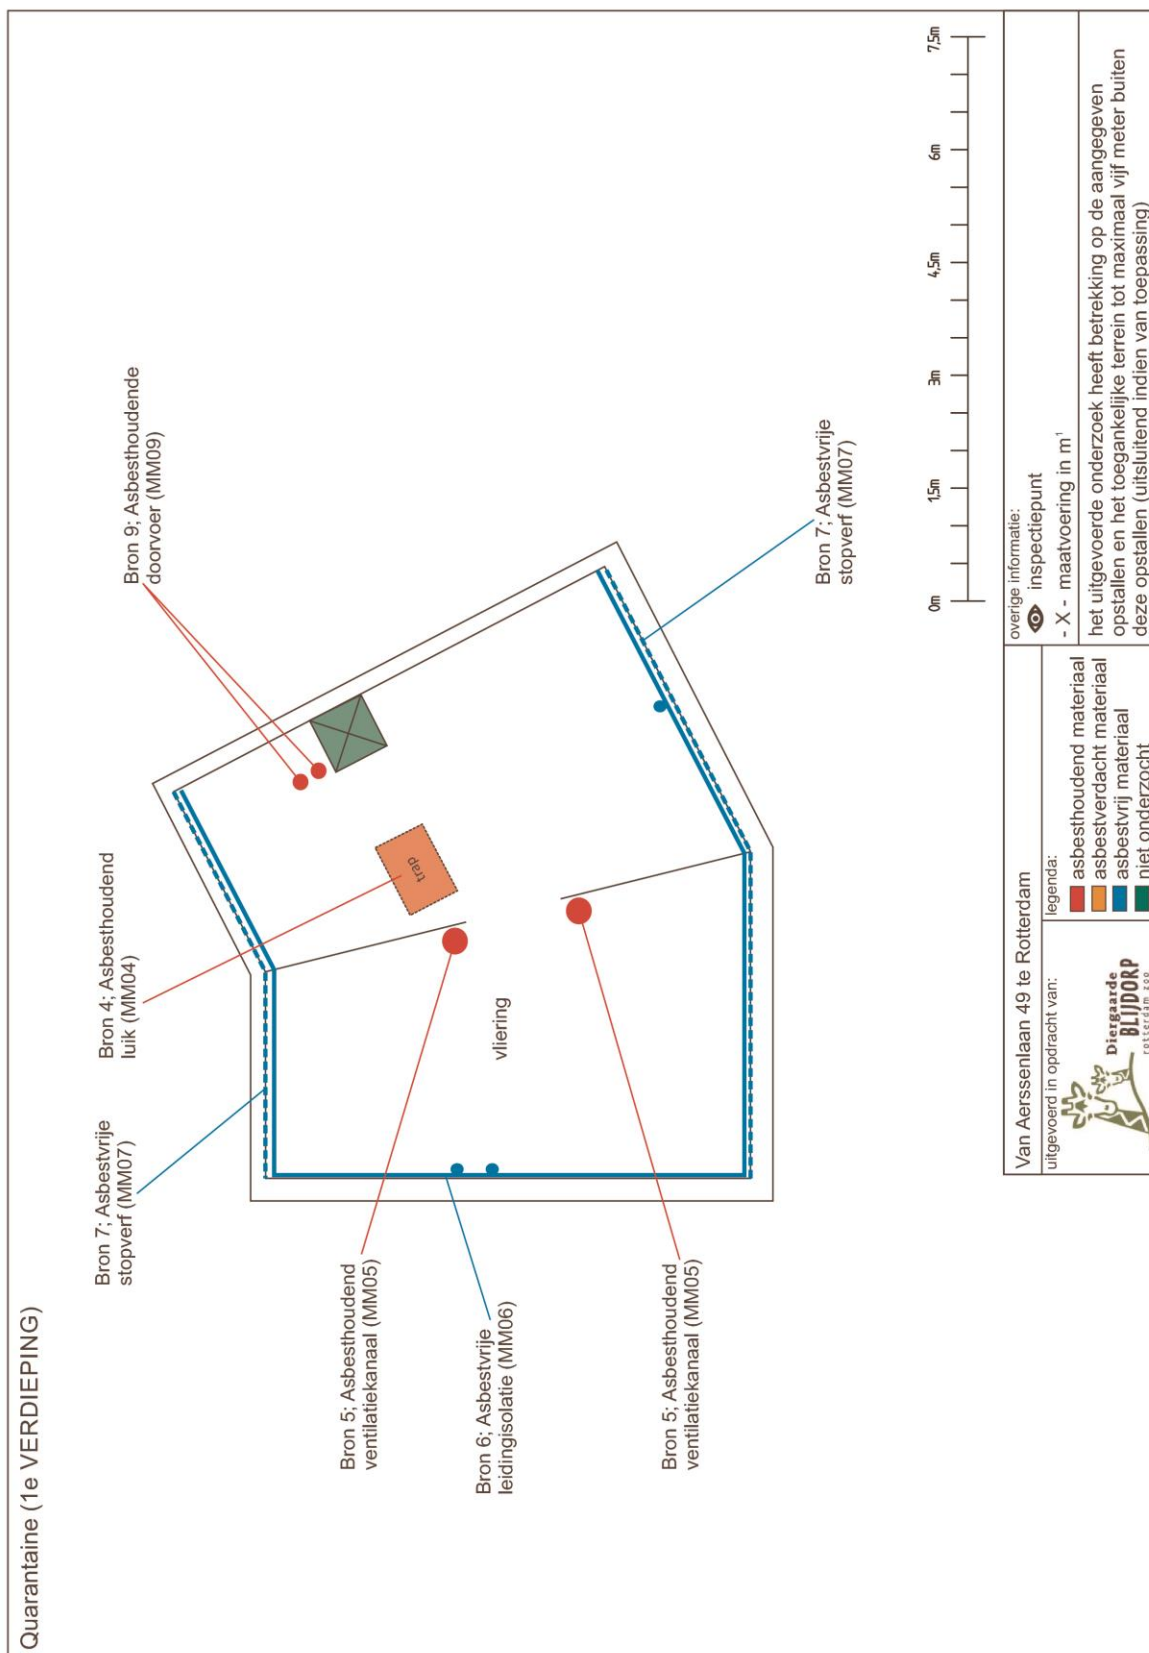 Quarantaine (1e VERDIEPING)
Bron 7; Asbestvrije
stopverf (MM07)
Bron 4; Asbesthoudend
luik (MM04)
Bron 9; Asbesthoudende
doorvoer (MM09)
Bron 5; Asbesthoudend
ventilatiekanaal (MM05)
Bron 6; Asbestvrije
leidingisolatie (MM06)
Bron 5; Asbesthoudend
ventilatiekanaal (MM05)
vliering
trap
Bron 7; Asbestvrije
stopverf (MM07)
0m 1,5m 3m 4,5m 6m 7,5m
Van Aerssenlaan 49 te Rotterdam
uitgevoerd in opdracht van:
Diergaarde
BLIJDORP
rotterdam zoo
legenda:
asbesthoudend materiaal
asbestverdacht materiaal
asbestvrij materiaal
niet onderzocht
overige informatie:
inspectiepunt
- X - maatvoering in m¹
het uitgevoerde onderzoek heeft betrekking op de aangegeven
opstallen en het toegankelijke terrein tot maximaal vijf meter buiten
deze opstallen (uitsluitend indien van toepassing)